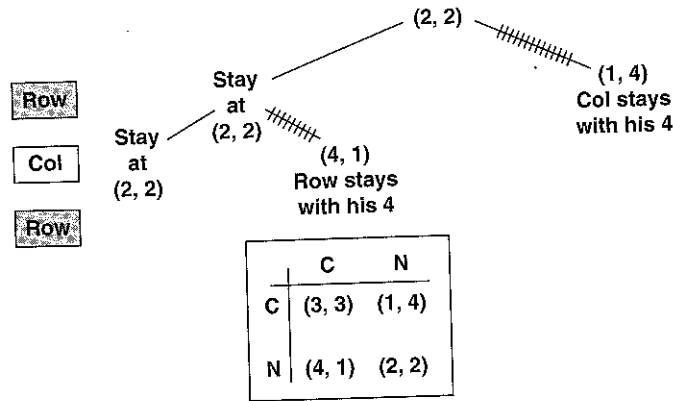 (2, 2)
(1, 4)
Col stays
with his 4
Stay
at
(2, 2)
Row
Stay
at
(2, 2)
Col
(4, 1)
Row stays
with his 4
Row
C N
C (3, 3) (1, 4)
N (4, 1) (2, 2)